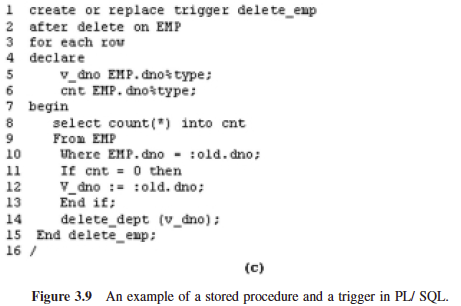 1 create or replace trigger delete_emp
2 after delete on EMP
3 for each row
4 declare
5 v_dno EMP.dno%type;
6 cnt EMP.dno%type;
7 begin
8 select count(*) into cnt
9 From EMP
10 Where EMP.dno = :old.dno;
11 If cnt = 0 then
12 V_dno := :old.dno;
13 End if;
14 delete_dept (v_dno);
15 End delete_emp;
16 /
(c)
Figure 3.9 An example of a stored procedure and a trigger in PL/ SQL.